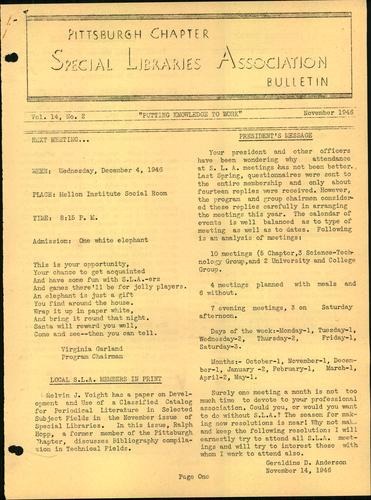 PITTSBURGH CHAPTER
SPECIAL LIBRARIES ASSOCIATION
BULLETIN
Vol. 14, No. 2 "PUTTING KNOWLEDGE TO WORK" November 1946
NEXT MEETING...
WHEN: Wednesday, December 4, 1946
PLACE: Mellon Institute Social Room
TIME: 8:15 P. M.
Admission: One white elephant
This is your opportunity,
Your chance to get acquainted
And have some fun with S.L.A.-ers
And games there'll be for jolly players.
An elephant is just a gift
You find around the house.
Wrap it up in paper white,
And bring it round that night.
Santa will reward you well,
Come and see--then you can tell.
Virginia Garland
Program Chairman
LOCAL S.L.A. MEMBERS IN PRINT
Melvin J. Voight has a paper on Develop-
ment and Use of a Classified Catalog
for Periodical Literature in Selected
Subject Fields in the November issue of
Special Libraries. In this issue, Ralph
Hopp, a former member of the Pittsburgh
Chapter, discusses Bibliography compila-
tion in Technical Fields.
PRESIDENT'S MESSAGE
Your president and other officers
have been wondering why attendance
at S. L. A. meetings has not been better.
Last Spring, questionnaires were sent to
the entire membership and only about
fourteen replies were received. However,
the program and group chairmen consid-
ered these replies carefully in arranging
the meetings this year. The calendar of
events is well balanced as to type of
meeting as well as to dates. Following
is an analysis of meetings:
10 meetings (5 Chapter, 3 Science-Tech-
nology Group, and 2 University and College
Group.
4 meetings planned with meals and
6 without.
7 evening meetings, 3 on Saturday
afternoon.
Days of the week:-Monday-1, Tuesday-1,
Wednesday-2, Thursday-2, Friday-1,
Saturday-3.
Months:- October-1, November-1, Decem-
ber-1, January -2, February-1, March-1,
April-2, May-1.
Surely one meeting a month is not too
much time to devote to your professional
association. Could you, or would you want
to do without S.L.A.? The season for mak-
ing new resolutions is near! Why not make
and keep the following resolution: I will
earnestly try to attend all S.L.A. meet-
ings and will try to interest those with
whom I work to attend also.
Geraldine D. Anderson
November 14, 1946
Page One